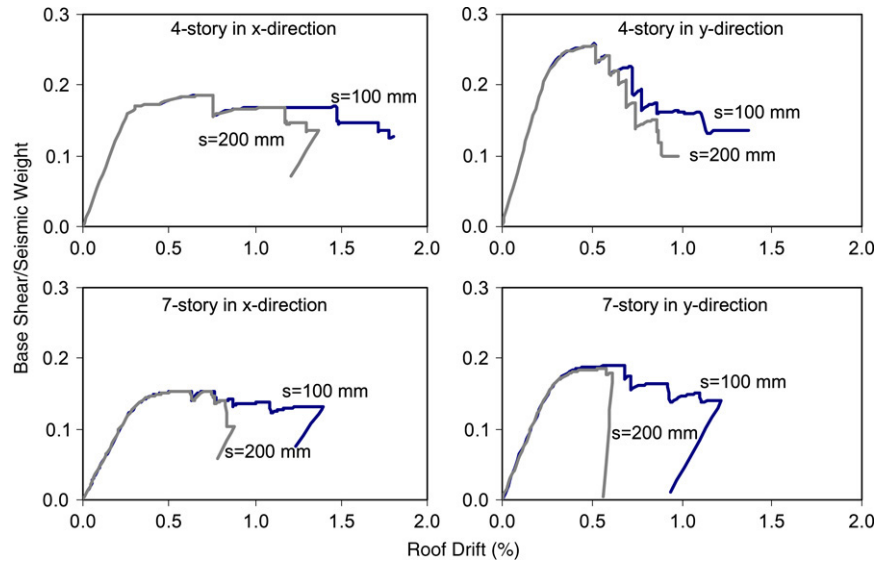 4-story in x-direction
0.3
0.2
0.1
0.0
s=100 mm
s=200 mm
0.0 0.5 1.0 1.5 2.0
4-story in y-direction
0.3
0.2
0.1
0.0
s=100 mm
s=200 mm
0.0 0.5 1.0 1.5 2.0
Base Shear/Seismic Weight
7-story in x-direction
0.3
0.2
0.1
0.0
s=100 mm
s=200 mm
0.0 0.5 1.0 1.5 2.0
7-story in y-direction
0.3
0.2
0.1
0.0
s=100 mm
s=200 mm
0.0 0.5 1.0 1.5 2.0
Roof Drift (%)